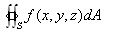 ∯_S f(x, y, z)dA